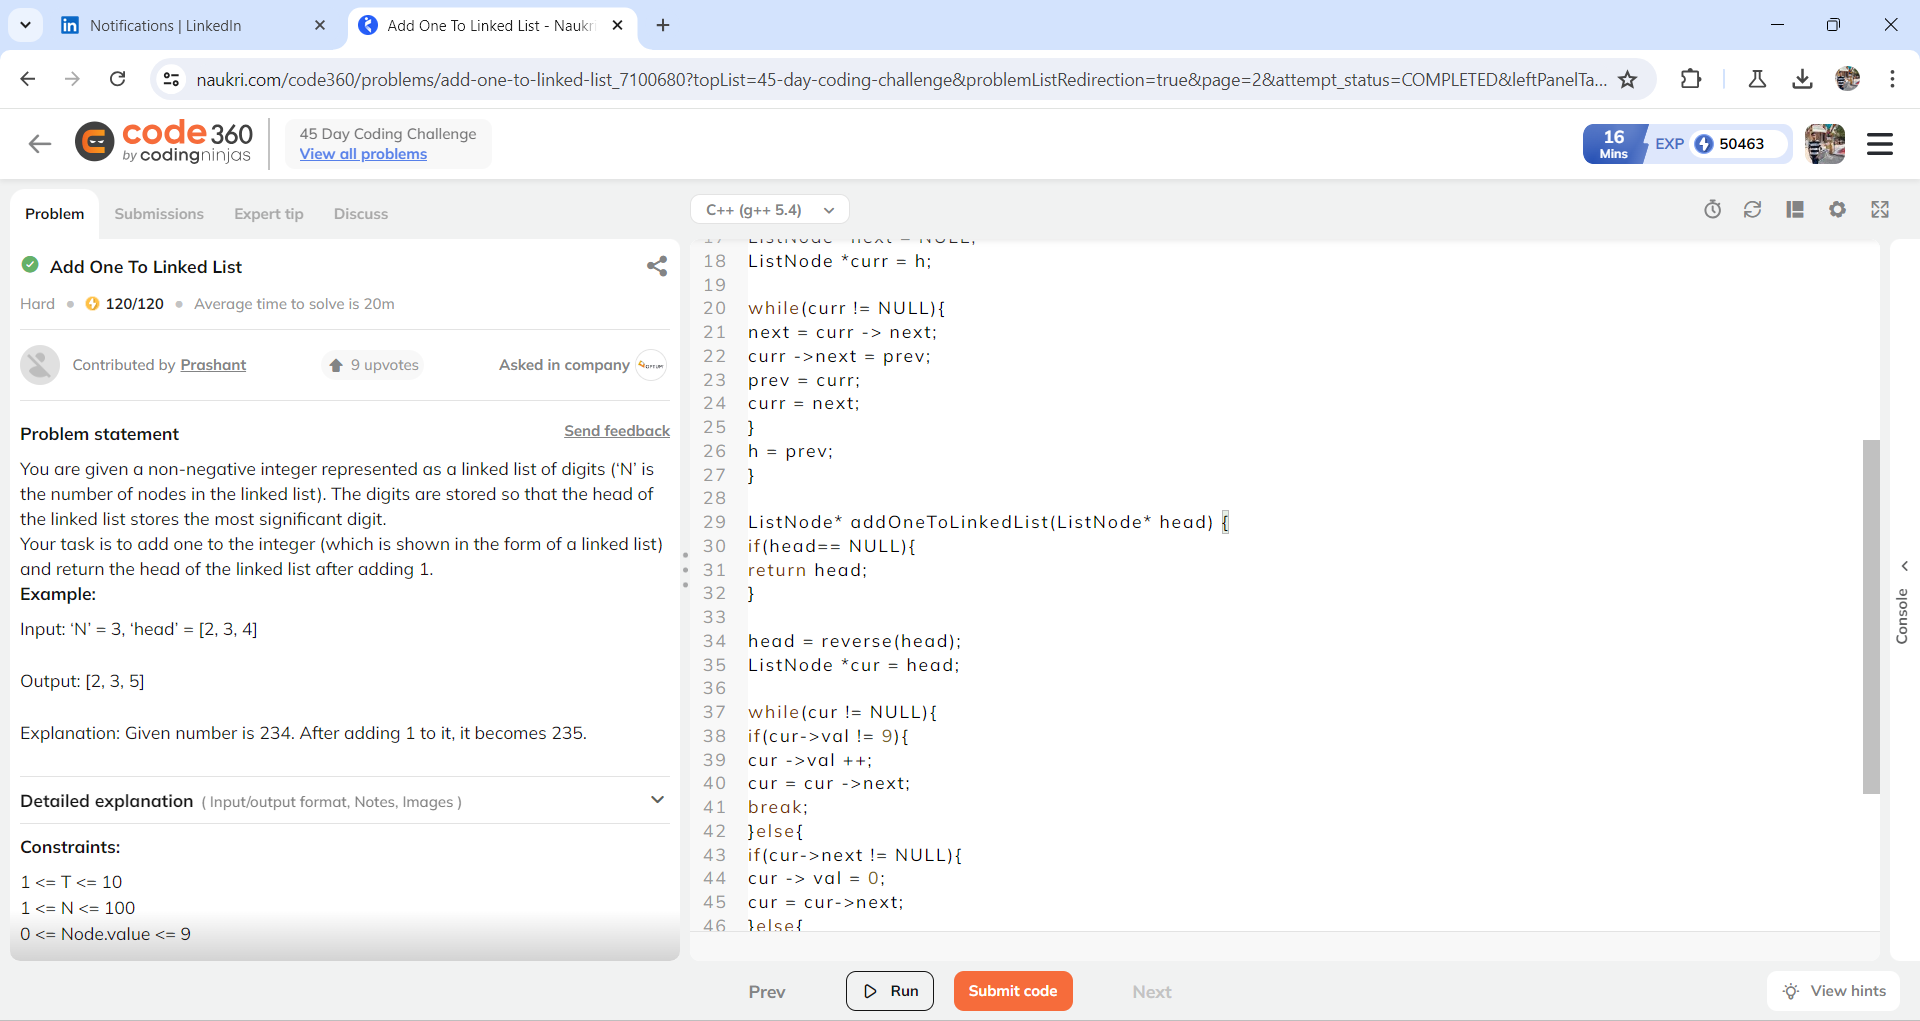 Notifications | LinkedIn
Add One To Linked List - Naukri
naukri.com/code360/problems/add-one-to-linked-list_7100680?topList=45-day-coding-challenge&problemListRedirection=true&page=2&attempt_status=COMPLETED&leftPanelTa...
code 360
by codingninjas
45 Day Coding Challenge
View all problems
16
Mins
EXP
50463
Problem
Submissions
Expert tip
Discuss
C++ (g++ 5.4)
Add One To Linked List
Hard
120/120
Average time to solve is 20m
Contributed by Prashant
9 upvotes
Asked in company
Problem statement
Send feedback
You are given a non-negative integer represented as a linked list of digits (‘N’ is
the number of nodes in the linked list). The digits are stored so that the head of
the linked list stores the most significant digit.
Your task is to add one to the integer (which is shown in the form of a linked list)
and return the head of the linked list after adding 1.
Example:
Input: ‘N’ = 3, ‘head’ = [2, 3, 4]
Output: [2, 3, 5]
Explanation: Given number is 234. After adding 1 to it, it becomes 235.
Detailed explanation ( Input/output format, Notes, Images )
Constraints:
1 <= T <= 10
1 <= N <= 100
0 <= Node.value <= 9
17 ListNode *next = NULL;
18 ListNode *curr = h;
19
20 while(curr != NULL){
21 next = curr -> next;
22 curr ->next = prev;
23 prev = curr;
24 curr = next;
25 }
26 h = prev;
27 }
28
29 ListNode* addOneToLinkedList(ListNode* head) {
30 if(head== NULL){
31 return head;
32 }
33
34 head = reverse(head);
35 ListNode *cur = head;
36
37 while(cur != NULL){
38 if(cur->val != 9){
39 cur ->val ++;
40 cur = cur ->next;
41 break;
42 }else{
43 if(cur->next != NULL){
44 cur -> val = 0;
45 cur = cur->next;
46 }else{
Console
Prev
Run
Submit code
Next
View hints